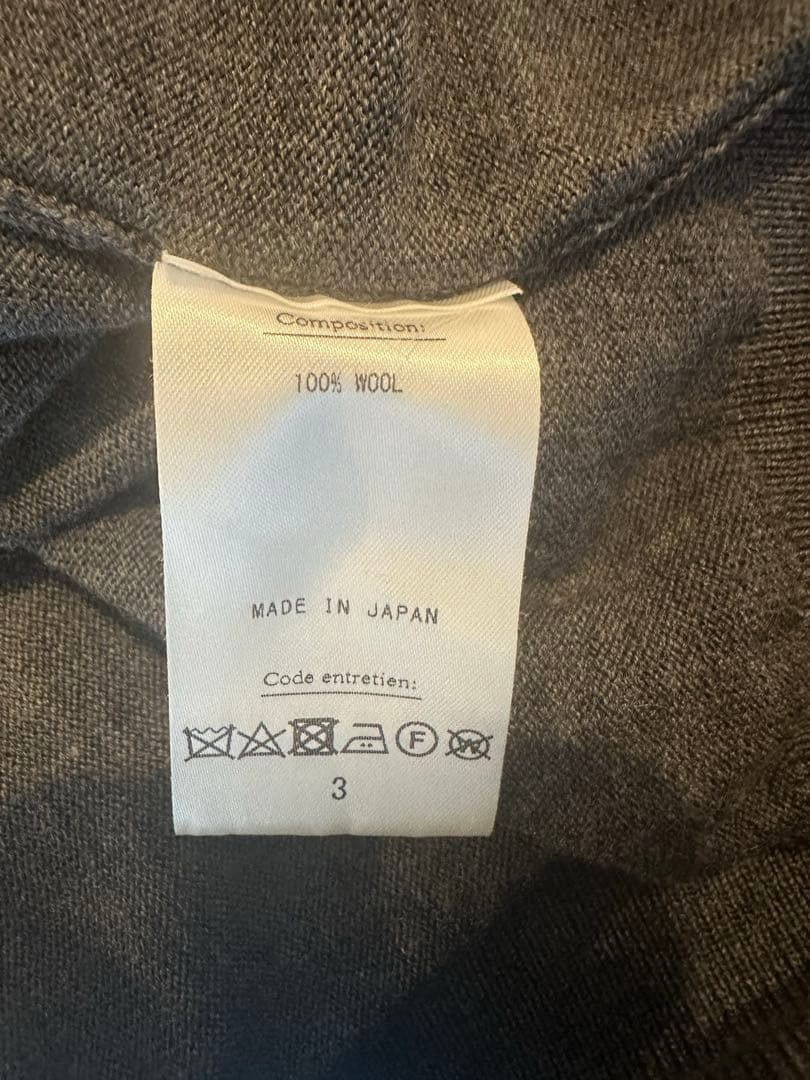 Composition:
100% WOOL
MADE IN JAPAN
Code entretien:
F W
3